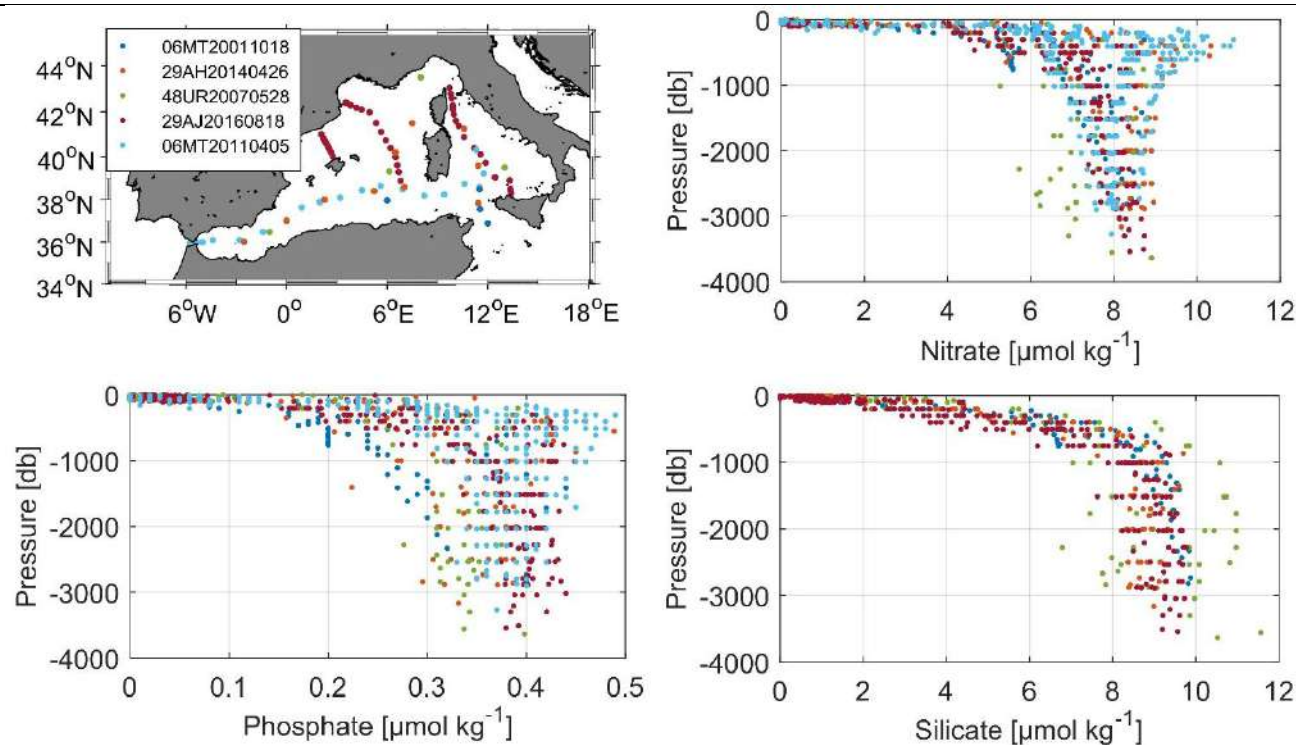 06MT20011018
29AH20140426
48UR20070528
29AJ20160818
06MT20110405
44°N
42°N
40°N
38°N
36°N
34°N
6°W 0° 6°E 12°E 18°E
0
-1000
-2000
-3000
-4000
Pressure [db]
0 2 4 6 8 10 12
Nitrate [µmol kg-1]
0
-1000
-2000
-3000
-4000
Pressure [db]
0 0.1 0.2 0.3 0.4 0.5
Phosphate [µmol kg-1]
0
-1000
-2000
-3000
-4000
Pressure [db]
0 2 4 6 8 10 12
Silicate [µmol kg-1]